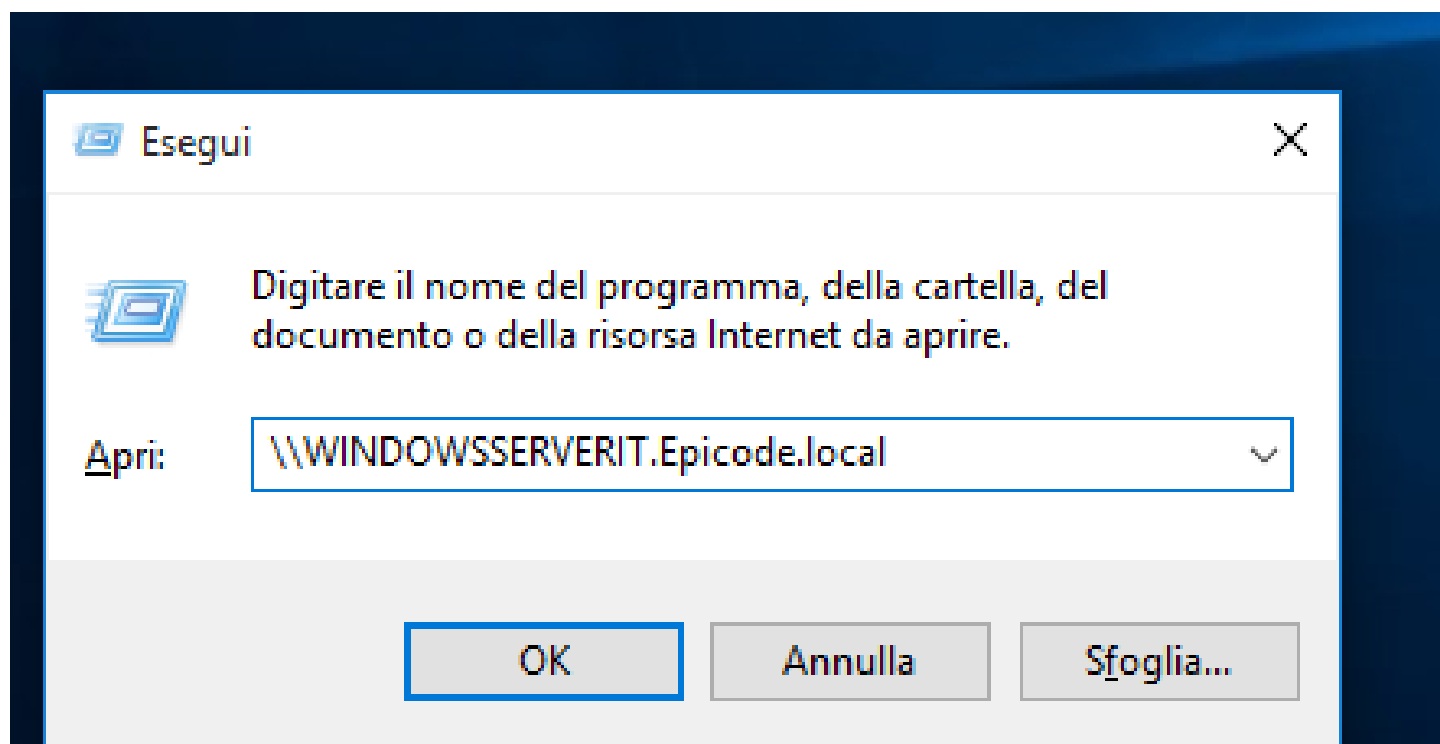 Esegui
Digitare il nome del programma, della cartella, del
documento o della risorsa Internet da aprire.
Apri: \\WINDOWSSERVERIT.Epicode.local
OK Annulla Sfoglia...